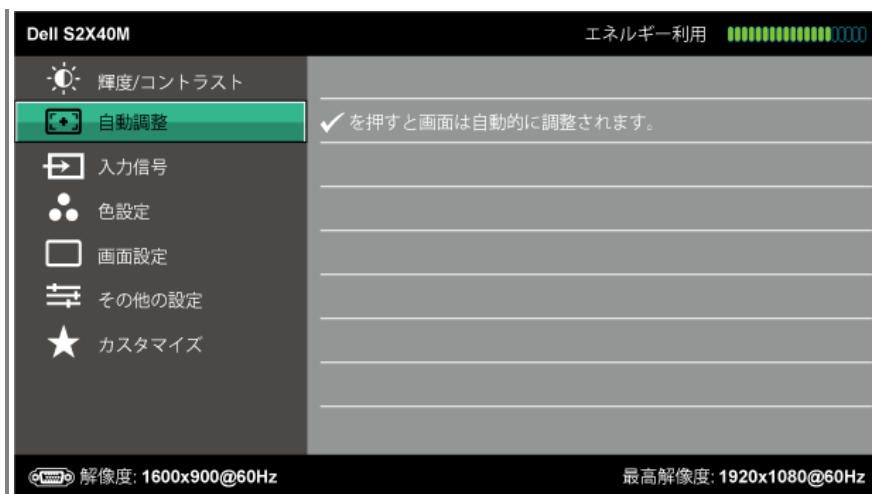 Dell S2X40M エネルギー利用
輝度/コントラスト
自動調整
✓を押すと画面は自動的に調整されます。
入力信号
色設定
画面設定
その他の設定
カスタマイズ
解像度: 1600x900@60Hz 最高解像度: 1920x1080@60Hz